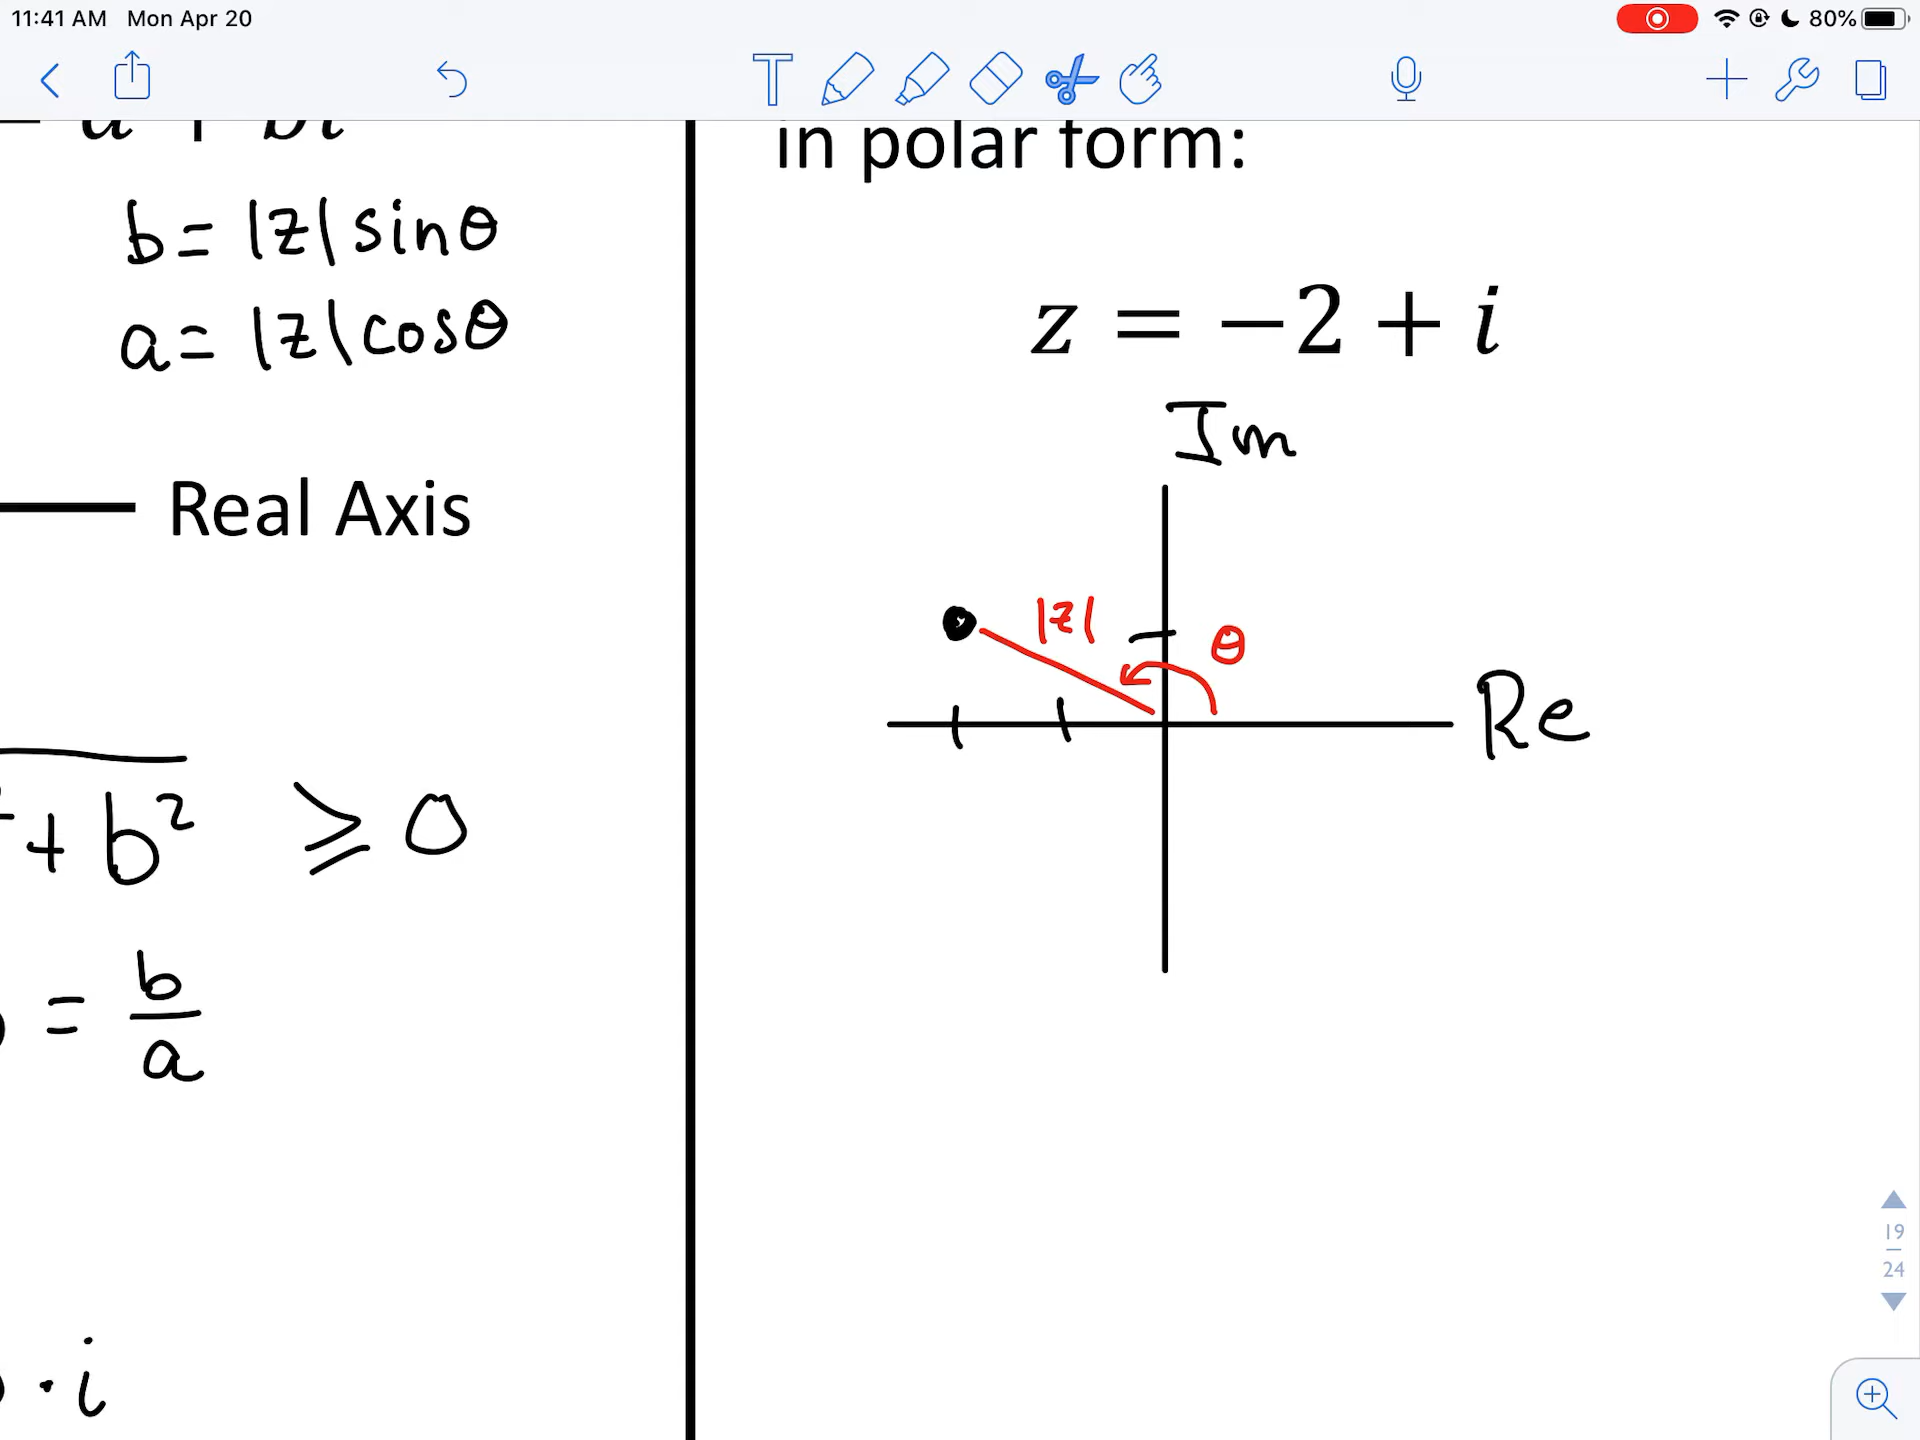 11:41 AM Mon Apr 20
80%
T
a + bi
b = |z| sinθ
a = |z| cosθ
Real Axis
+ b² ⩾ 0
= b/a
· i
in polar form:
z = −2 + i
Im
|z|
θ
Re
19
24